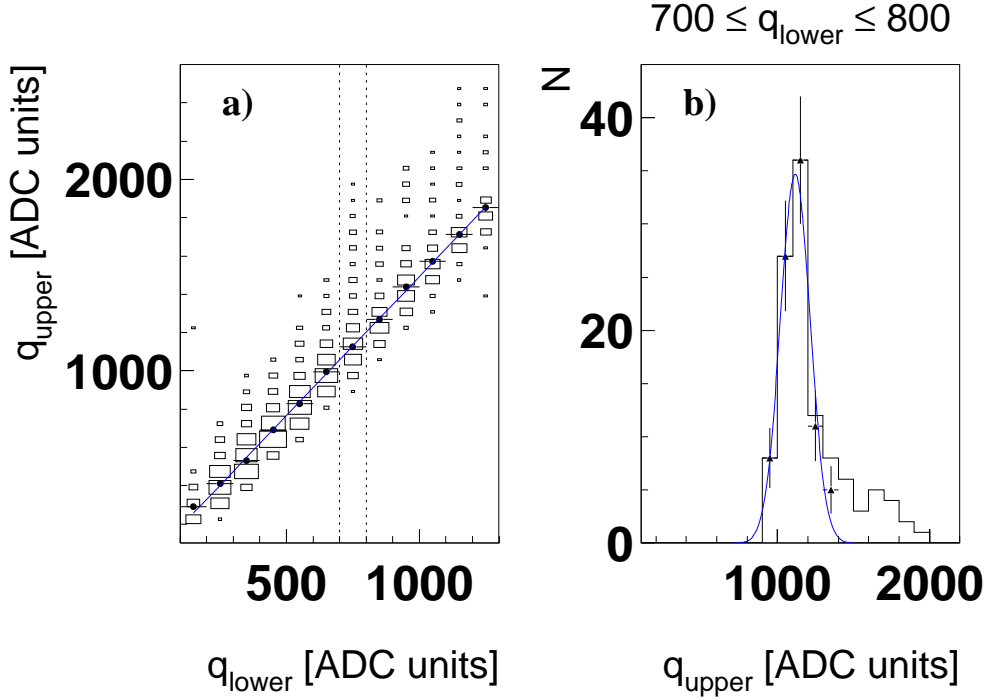 700 ≤ q_lower ≤ 800
a)
b)
q_upper [ADC units]
2000
1000
500 1000
q_lower [ADC units]
N
40
20
0
1000 2000
q_upper [ADC units]